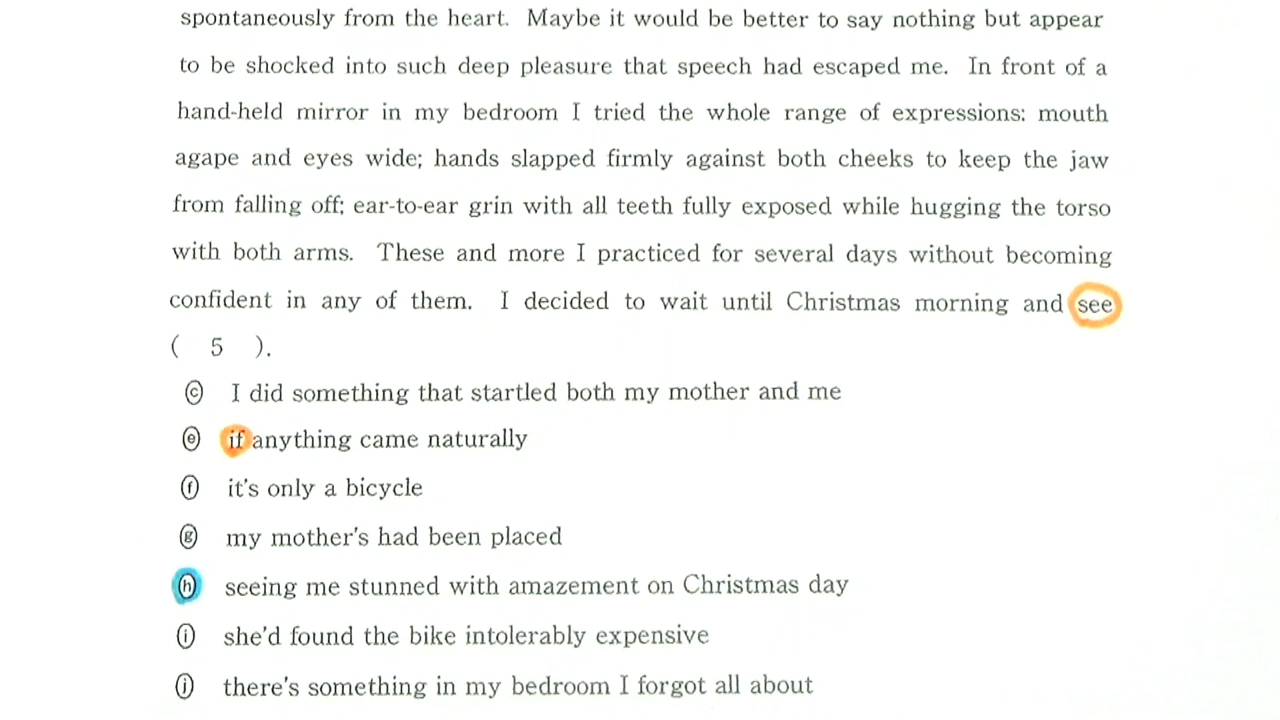 spontaneously from the heart. Maybe it would be better to say nothing but appear
to be shocked into such deep pleasure that speech had escaped me. In front of a
hand-held mirror in my bedroom I tried the whole range of expressions: mouth
agape and eyes wide; hands slapped firmly against both cheeks to keep the jaw
from falling off; ear-to-ear grin with all teeth fully exposed while hugging the torso
with both arms. These and more I practiced for several days without becoming
confident in any of them. I decided to wait until Christmas morning and see
( 5 ).
ⓒ I did something that startled both my mother and me
ⓔ if anything came naturally
ⓕ it's only a bicycle
ⓖ my mother's had been placed
ⓗ seeing me stunned with amazement on Christmas day
ⓘ she'd found the bike intolerably expensive
ⓙ there's something in my bedroom I forgot all about